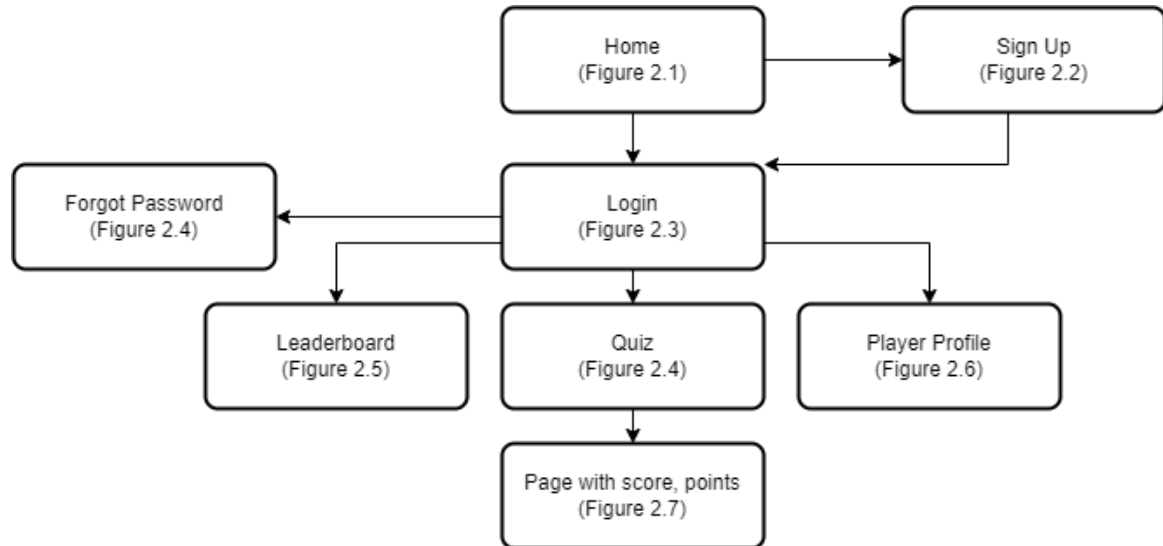 Home
(Figure 2.1)
Sign Up
(Figure 2.2)
Forgot Password
(Figure 2.4)
Login
(Figure 2.3)
Leaderboard
(Figure 2.5)
Quiz
(Figure 2.4)
Player Profile
(Figure 2.6)
Page with score, points
(Figure 2.7)